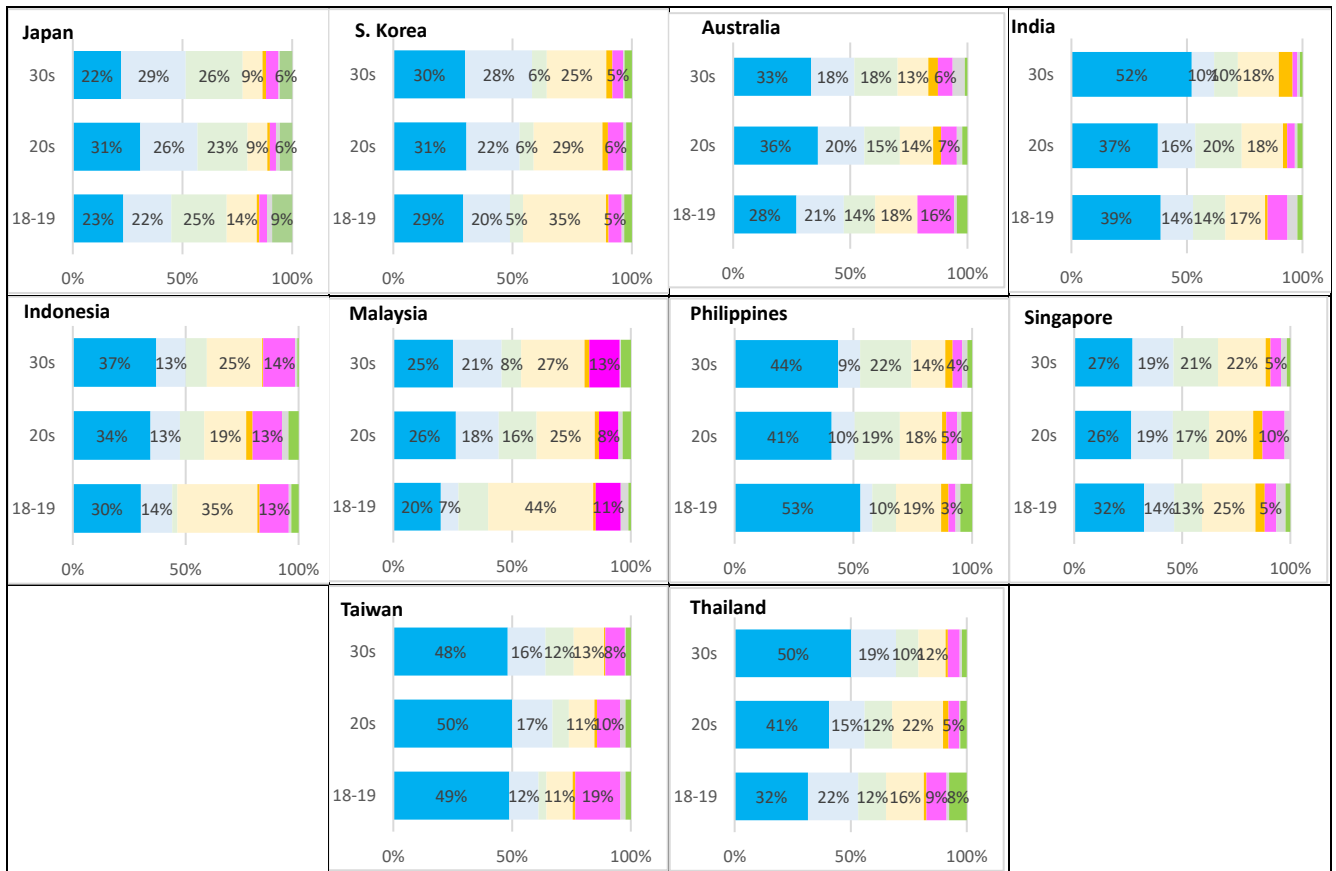 Japan
30s 22% 29% 26% 9% 6%
20s 31% 26% 23% 9% 6%
18-19 23% 22% 25% 14% 9%
0% 50% 100%
S. Korea
30s 30% 28% 6% 25% 5%
20s 31% 22% 6% 29% 6%
18-19 29% 20% 5% 35% 5%
0% 50% 100%
Australia
30s 33% 18% 18% 13% 6%
20s 36% 20% 15% 14% 7%
18-19 28% 21% 14% 18% 16%
0% 50% 100%
India
30s 52% 10% 10% 18%
20s 37% 16% 20% 18%
18-19 39% 14% 14% 17%
0% 50% 100%
Indonesia
30s 37% 13% 25% 14%
20s 34% 13% 19% 13%
18-19 30% 14% 35% 13%
0% 50% 100%
Malaysia
30s 25% 21% 8% 27% 13%
20s 26% 18% 16% 25% 8%
18-19 20% 7% 44% 11%
0% 50% 100%
Philippines
30s 44% 9% 22% 14% 4%
20s 41% 10% 19% 18% 5%
18-19 53% 10% 19% 3%
0% 50% 100%
Singapore
30s 27% 19% 21% 22% 5%
20s 26% 19% 17% 20% 10%
18-19 32% 14% 13% 25% 5%
0% 50% 100%
Taiwan
30s 48% 16% 12% 13% 8%
20s 50% 17% 11% 10%
18-19 49% 12% 11% 19%
0% 50% 100%
Thailand
30s 50% 19% 10% 12%
20s 41% 15% 12% 22% 5%
18-19 32% 22% 12% 16% 9% 8%
0% 50% 100%